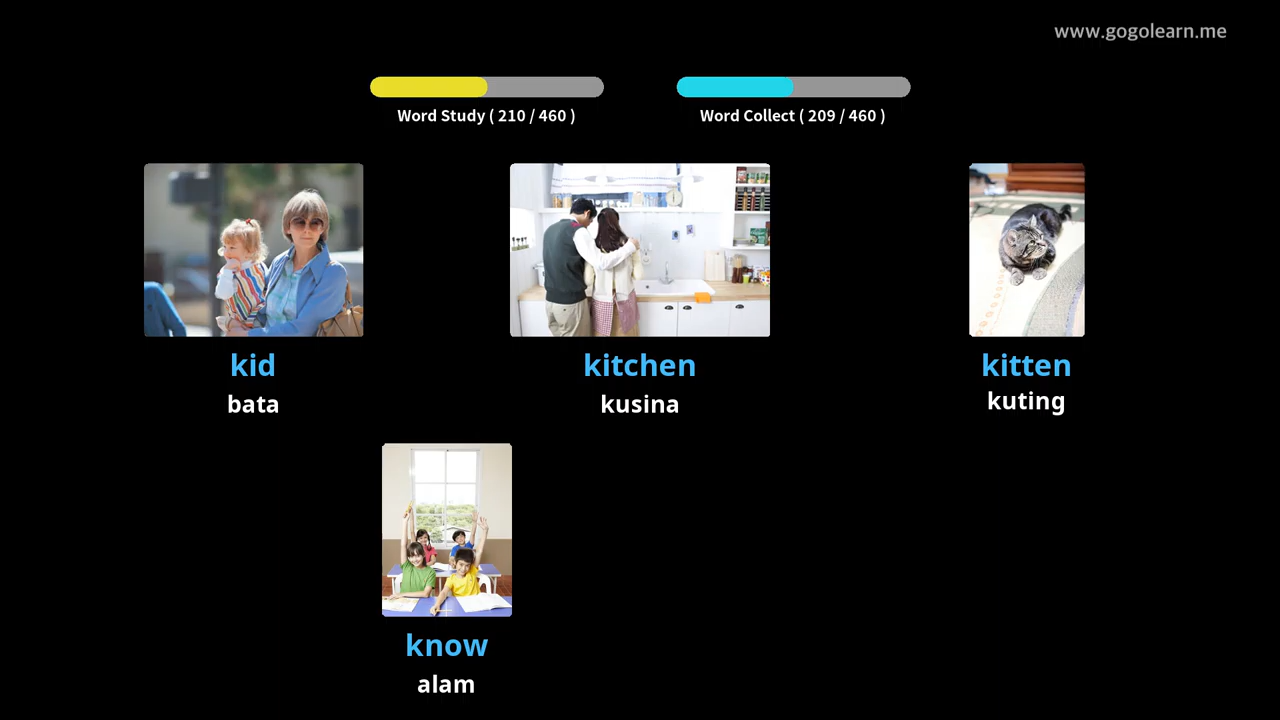 www.gogolearn.me
Word Study ( 210 / 460 )
Word Collect ( 209 / 460 )
kid
bata
kitchen
kusina
kitten
kuting
know
alam